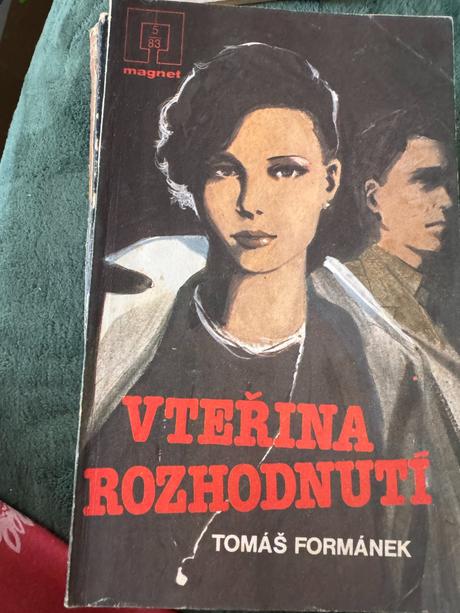 5
83
magnet
VTEŘINA
ROZHODNUTÍ
TOMÁŠ FORMÁNEK